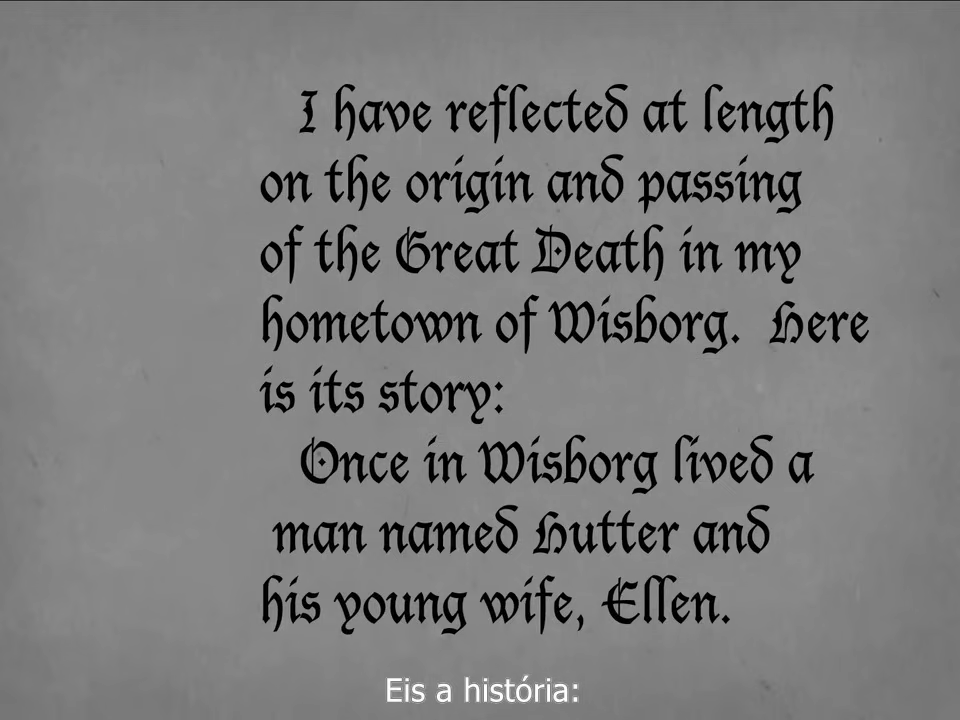 I have reflected at length
on the origin and passing
of the Great Death in my
hometown of Wisborg. Here
is its story:
Once in Wisborg lived a
man named Hutter and
his young wife, Ellen.
Eis a história: